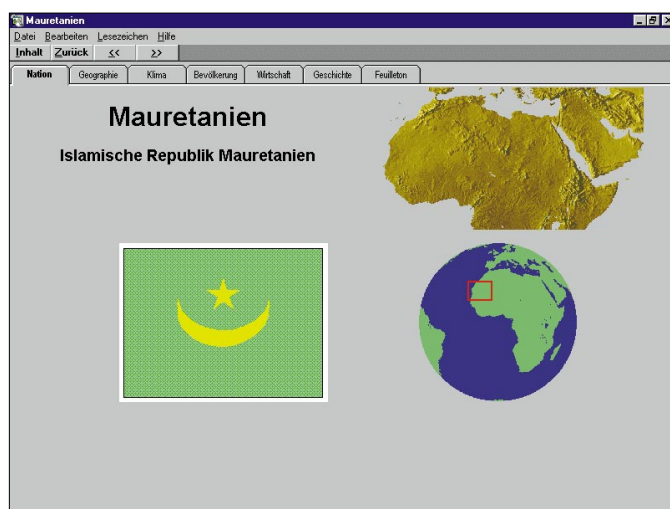 Mauretanien
Datei Bearbeiten Lesezeichen Hilfe
Inhalt Zurück << >>
Nation Geographie Klima Bevölkerung Wirtschaft Geschichte Feuilleton
Mauretanien
Islamische Republik Mauretanien